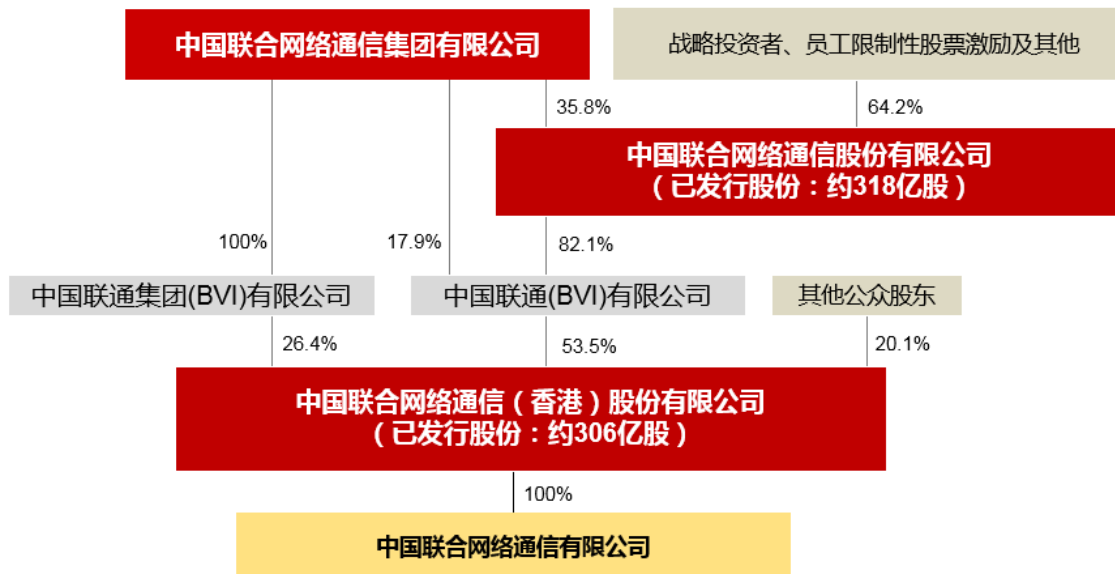 中国联合网络通信集团有限公司
战略投资者、员工限制性股票激励及其他
35.8%
64.2%
中国联合网络通信股份有限公司
（已发行股份：约318亿股）
100%
17.9%
82.1%
中国联通集团(BVI)有限公司
中国联通(BVI)有限公司
其他公众股东
26.4%
53.5%
20.1%
中国联合网络通信（香港）股份有限公司
（已发行股份：约306亿股）
100%
中国联合网络通信有限公司